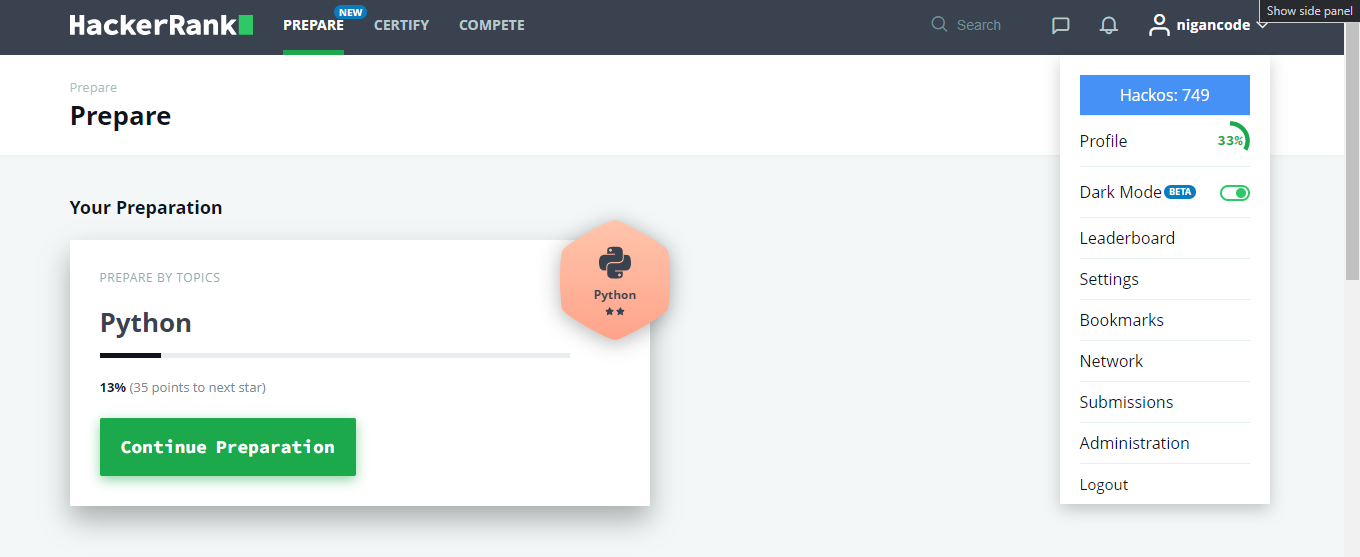 Show side panel
HackerRank
PREPARE
NEW
CERTIFY
COMPETE
Search
nigancode
Prepare
Prepare
Hackos: 749
Profile
33%
Dark Mode BETA
Leaderboard
Settings
Bookmarks
Network
Submissions
Administration
Logout
Your Preparation
PREPARE BY TOPICS
Python
13% (35 points to next star)
Continue Preparation
Python